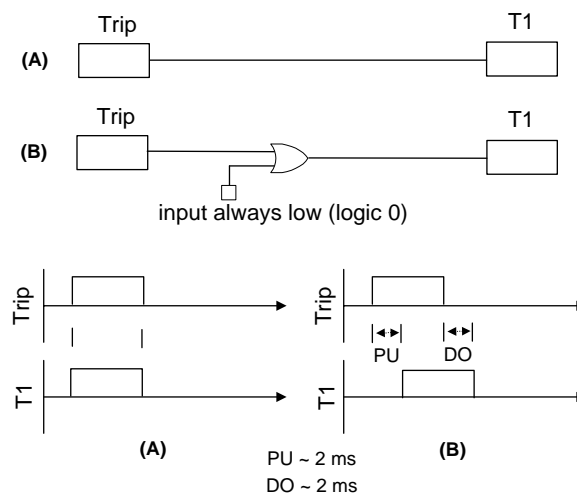 Trip
T1
(A)
Trip
T1
(B)
input always low (logic 0)
Trip
Trip
PU
DO
T1
T1
(A)
(B)
PU ~ 2 ms
DO ~ 2 ms